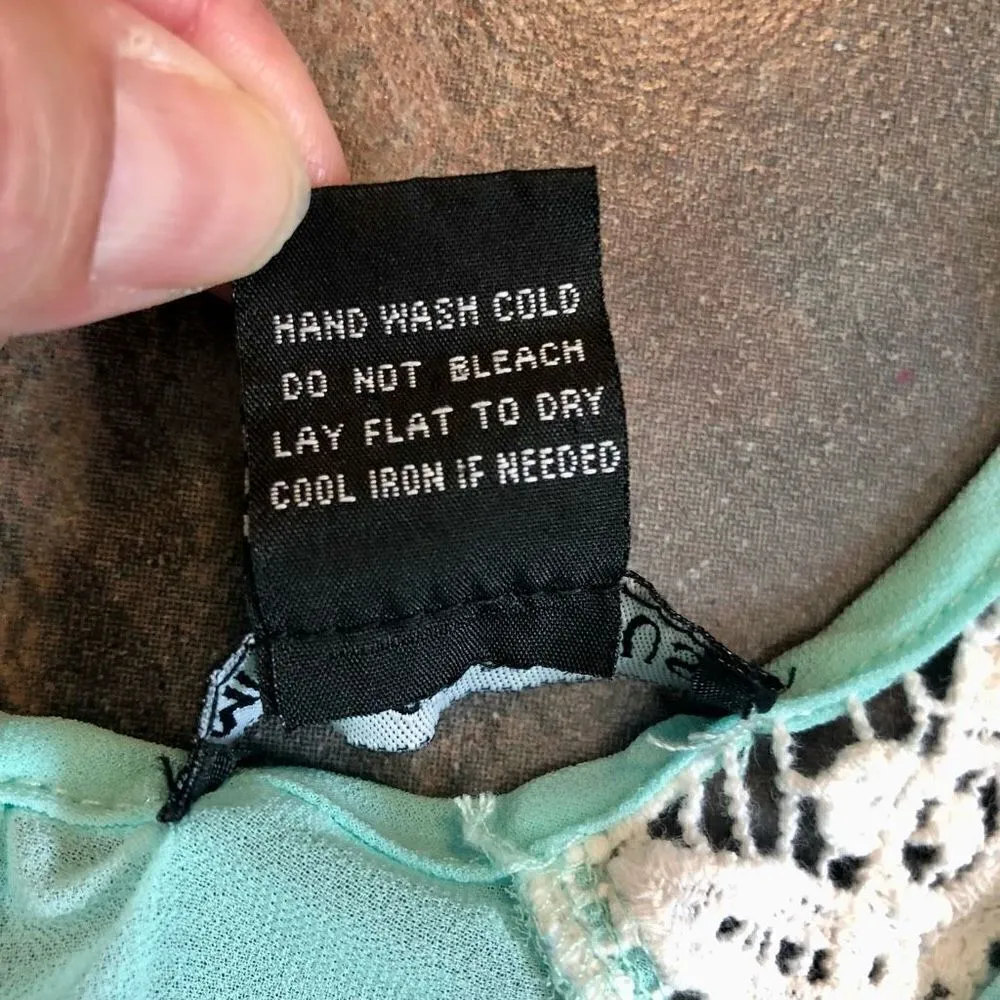 HAND WASH COLD
DO NOT BLEACH
LAY FLAT TO DRY
COOL IRON IF NEEDED